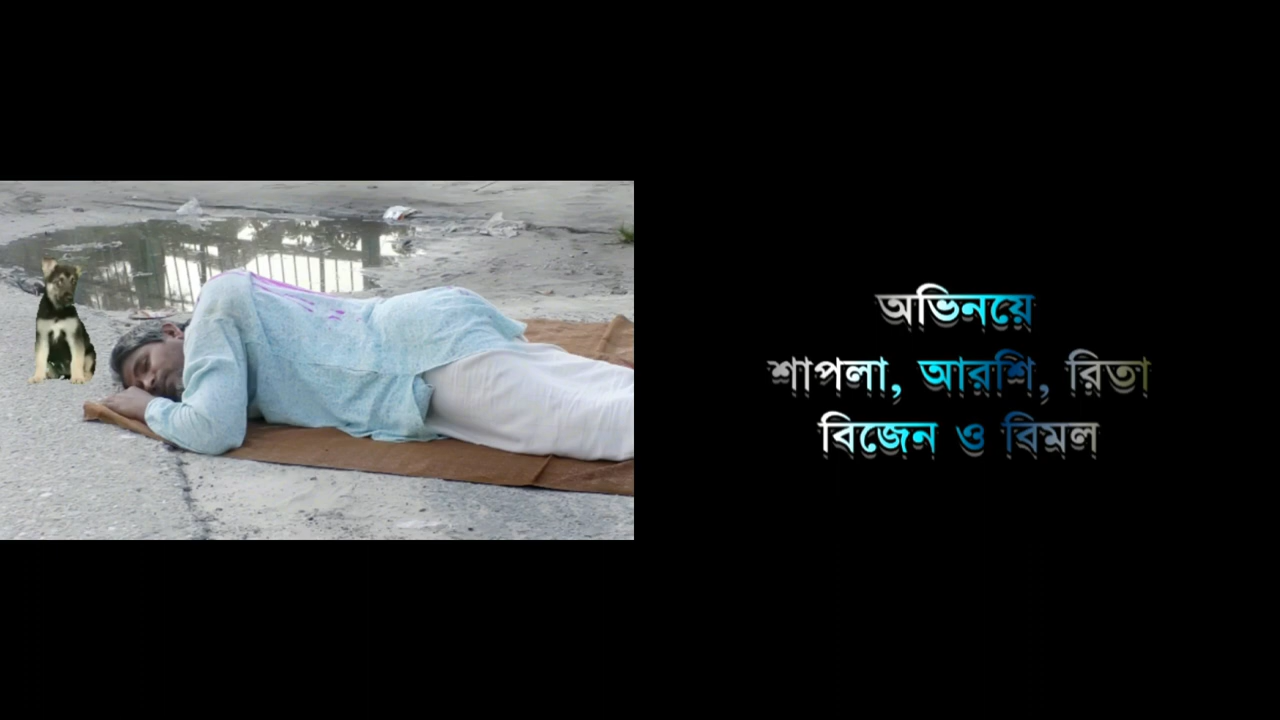 অভিনয়ে
শাপলা, আরশি, রিতা
বিজেন ও বিমল